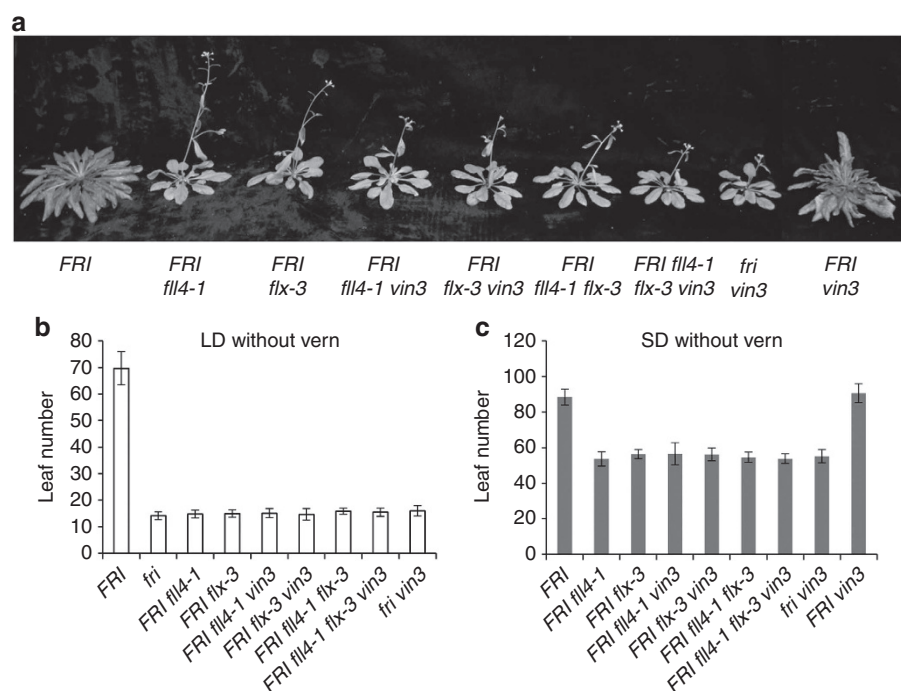 a
FRI
FRI
fll4-1
FRI
flx-3
FRI
fll4-1 vin3
FRI
flx-3 vin3
FRI
fll4-1 flx-3
FRI fll4-1
flx-3 vin3
fri
vin3
FRI
vin3
b
LD without vern
Leaf number
80
70
60
50
40
30
20
10
0
FRI
fri
FRI fll4-1
FRI flx-3
FRI fll4-1 vin3
FRI flx-3 vin3
FRI fll4-1 flx-3
FRI fll4-1 flx-3 vin3
fri vin3
c
SD without vern
Leaf number
120
100
80
60
40
20
0
FRI
FRI fll4-1
FRI flx-3
FRI fll4-1 vin3
FRI flx-3 vin3
FRI fll4-1 flx-3
FRI fll4-1 flx-3 vin3
fri vin3
FRI vin3